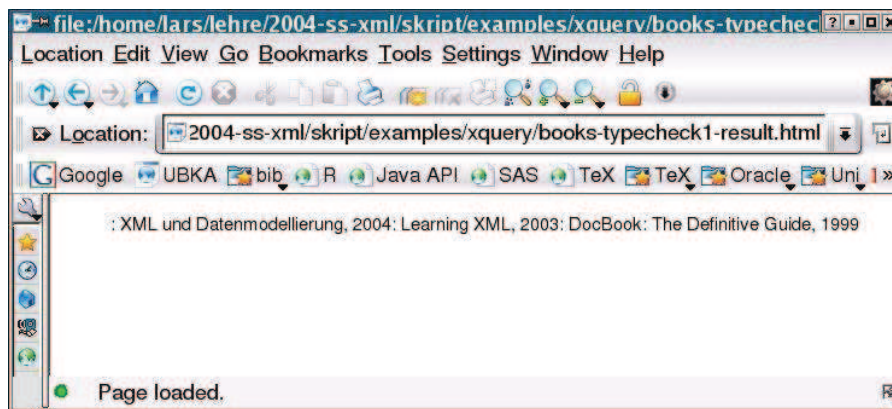 file:/home/lars/lehre/2004-ss-xml/skript/examples/xquery/books-typechec
Location Edit View Go Bookmarks Tools Settings Window Help
Location: 2004-ss-xml/skript/examples/xquery/books-typecheck1-result.html
Google UBKA bib R Java API SAS TeX TeX Oracle Uni »
: XML und Datenmodellierung, 2004: Learning XML, 2003: DocBook: The Definitive Guide, 1999
Page loaded.